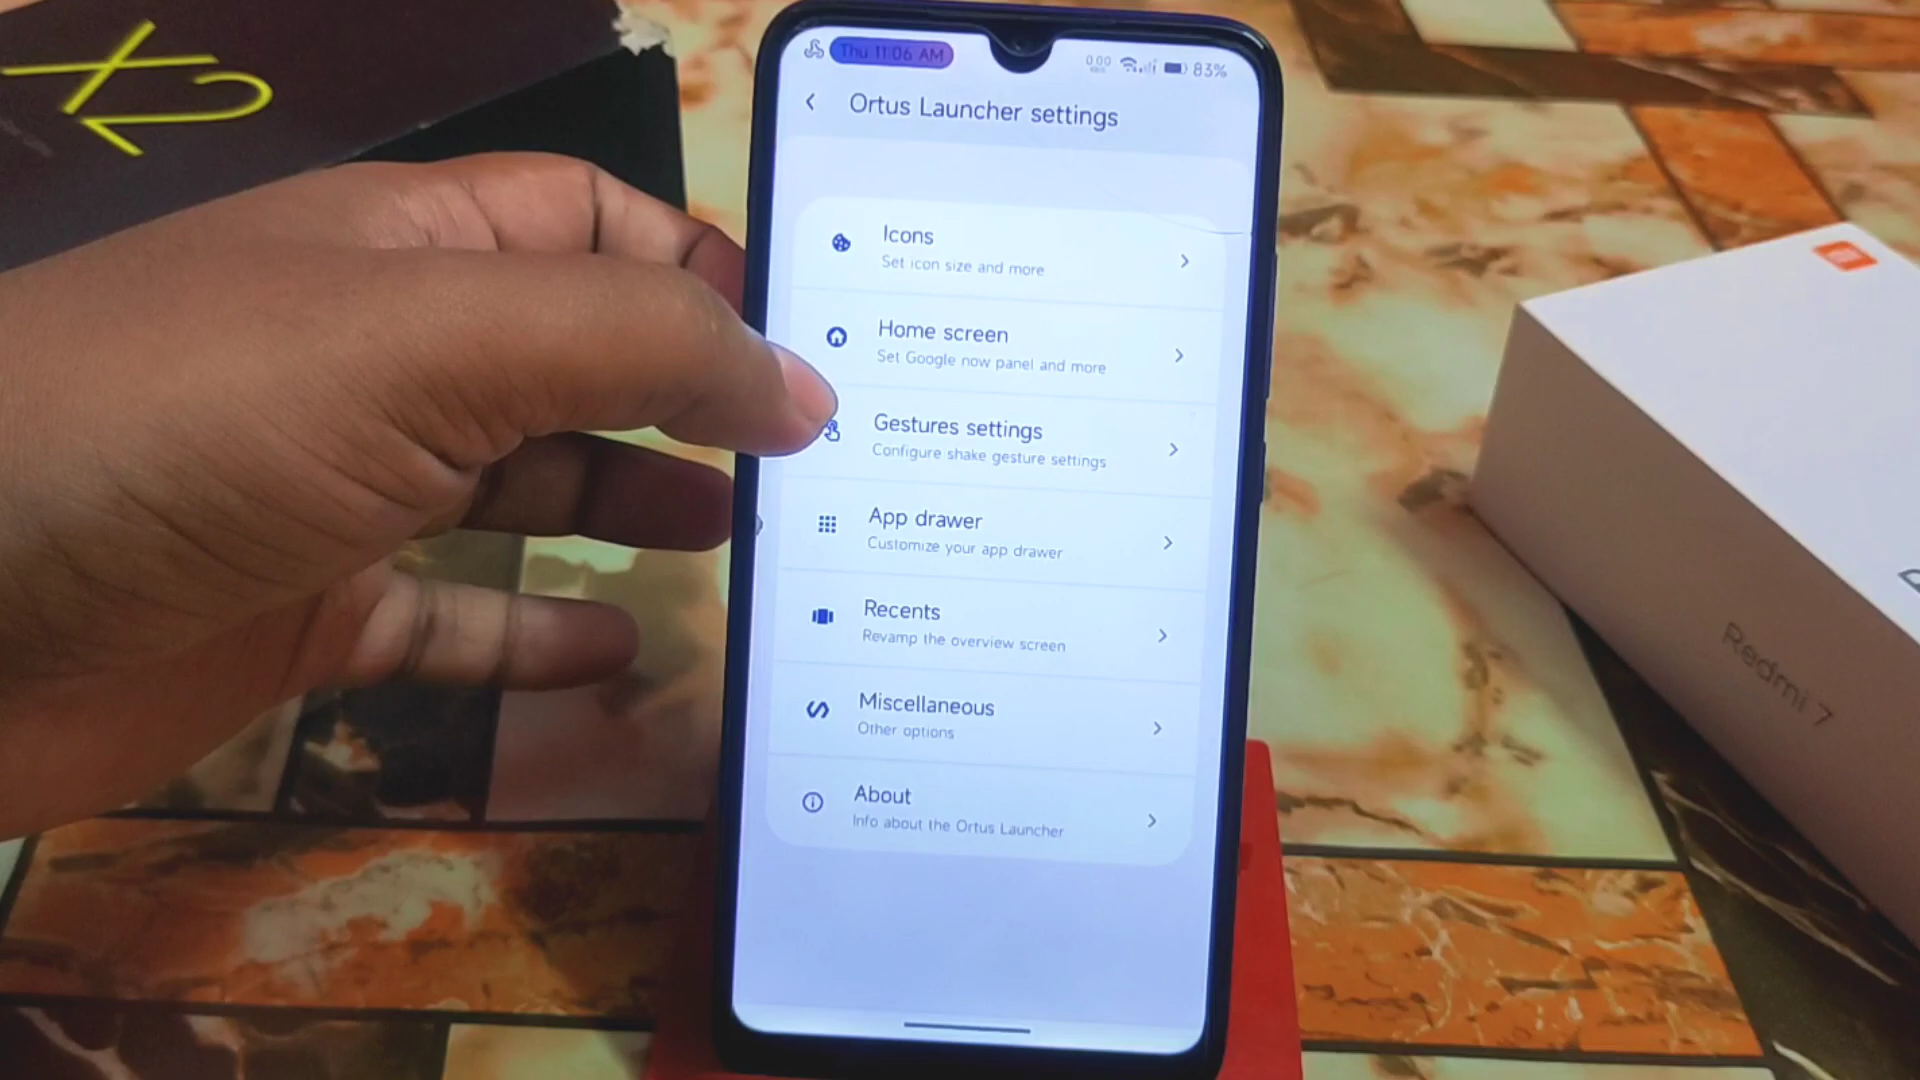 Thu 11:06 AM
0.00
83%
Ortus Launcher settings
Icons
Set icon size and more
Home screen
Set Google now panel and more
Gestures settings
Configure shake gesture settings
App drawer
Customize your app drawer
Recents
Revamp the overview screen
Miscellaneous
Other options
About
Info about the Ortus Launcher
Redmi 7